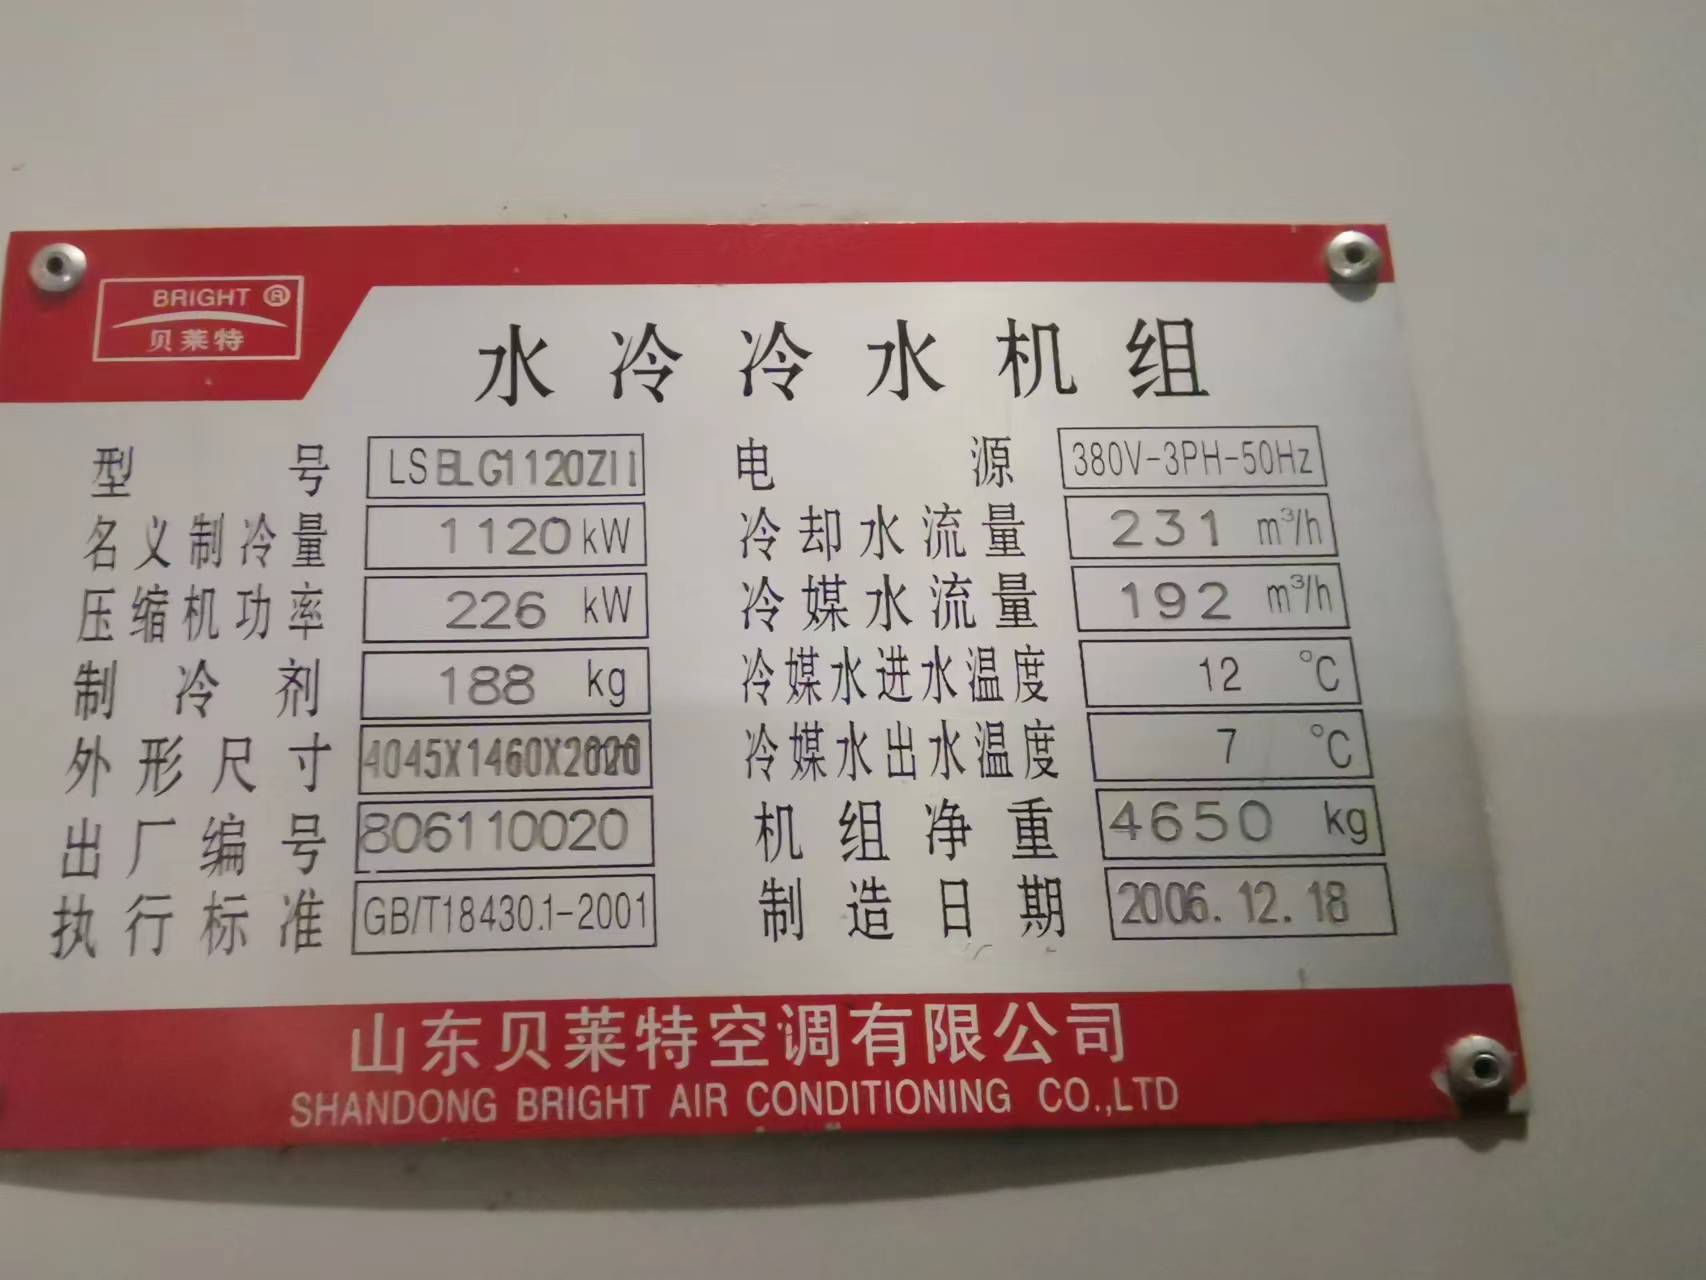 BRIGHT ®
贝莱特
水冷冷水机组
型号 LSBLG1120ZII 电源 380V-3PH-50Hz
名义制冷量 1120kW 冷却水流量 231 m³/h
压缩机功率 226 kW 冷媒水流量 192 m³/h
制冷剂 188 kg 冷媒水进水温度 12 ℃
外形尺寸 4045X1460X2020 冷媒水出水温度 7 ℃
出厂编号 806110020 机组净重 4650 kg
执行标准 GB/T18430.1-2001 制造日期 2006.12.18
山东贝莱特空调有限公司
SHANDONG BRIGHT AIR CONDITIONING CO.,LTD